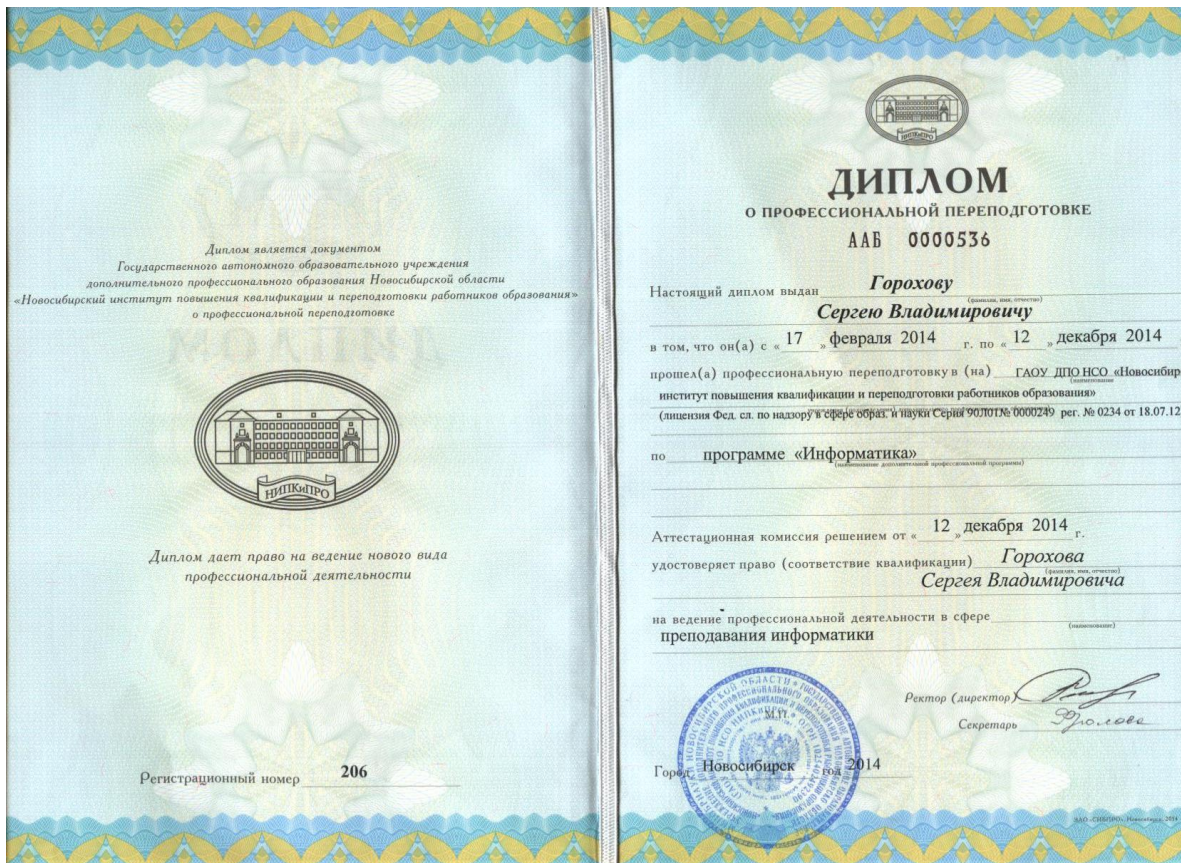 Диплом является документом
Государственного автономного образовательного учреждения
дополнительного профессионального образования Новосибирской области
«Новосибирский институт повышения квалификации и переподготовки работников образования»
о профессиональной переподготовке
НИПКиПРО
Диплом дает право на ведение нового вида
профессиональной деятельности
Регистрационный номер 206
НИПКиПРО
ДИПЛОМ
О ПРОФЕССИОНАЛЬНОЙ ПЕРЕПОДГОТОВКЕ
ААБ 0000536
Настоящий диплом выдан Горохову
(фамилия, имя, отчество)
Сергею Владимировичу
в том, что он(а) с « 17 » февраля 2014 г. по « 12 » декабря 2014
прошел(а) профессиональную переподготовку в (на) ГАОУ ДПО НСО «Новосибир
(наименование
институт повышения квалификации и переподготовки работников образования»
(лицензия Фед. сл. по надзору в сфере образ. и науки Серия 90Л01№ 0000249 рег. № 0234 от 18.07.12
по программе «Информатика»
(наименование дополнительной профессиональной программы)
Аттестационная комиссия решением от « 12 » декабря 2014 г.
удостоверяет право (соответствие квалификации) Горохова
(фамилия, имя, отчество)
Сергея Владимировича
на ведение профессиональной деятельности в сфере
(наименование)
преподавания информатики
М.П.
Ректор (директор)
Секретарь Фролова
Город Новосибирск год 2014
ЗАО «СИБПРО», Новосибирск, 2014